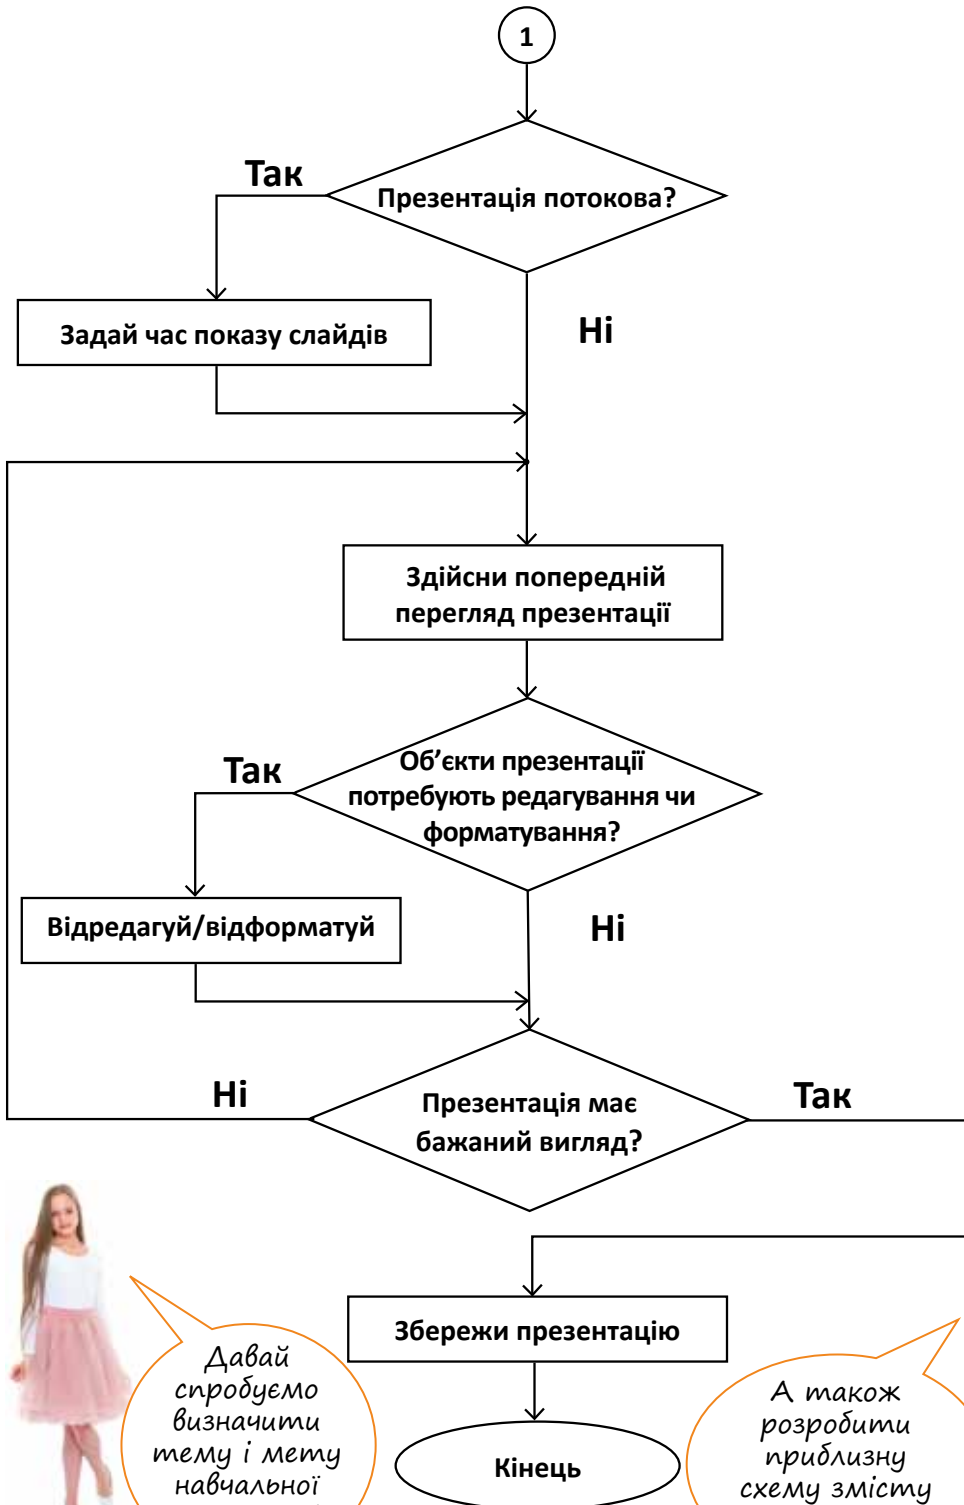 1
Так
Презентація потокова?
Задай час показу слайдів
Ні
Здійсни попередній
перегляд презентації
Так
Об’єкти презентації
потребують редагування чи
форматування?
Відредагуй/відформатуй
Ні
Ні
Презентація має
бажаний вигляд?
Так
Збережи презентацію
Давай
спробуємо
визначити
тему і мету
навчальної
Кінець
А також
розробити
приблизну
схему змісту